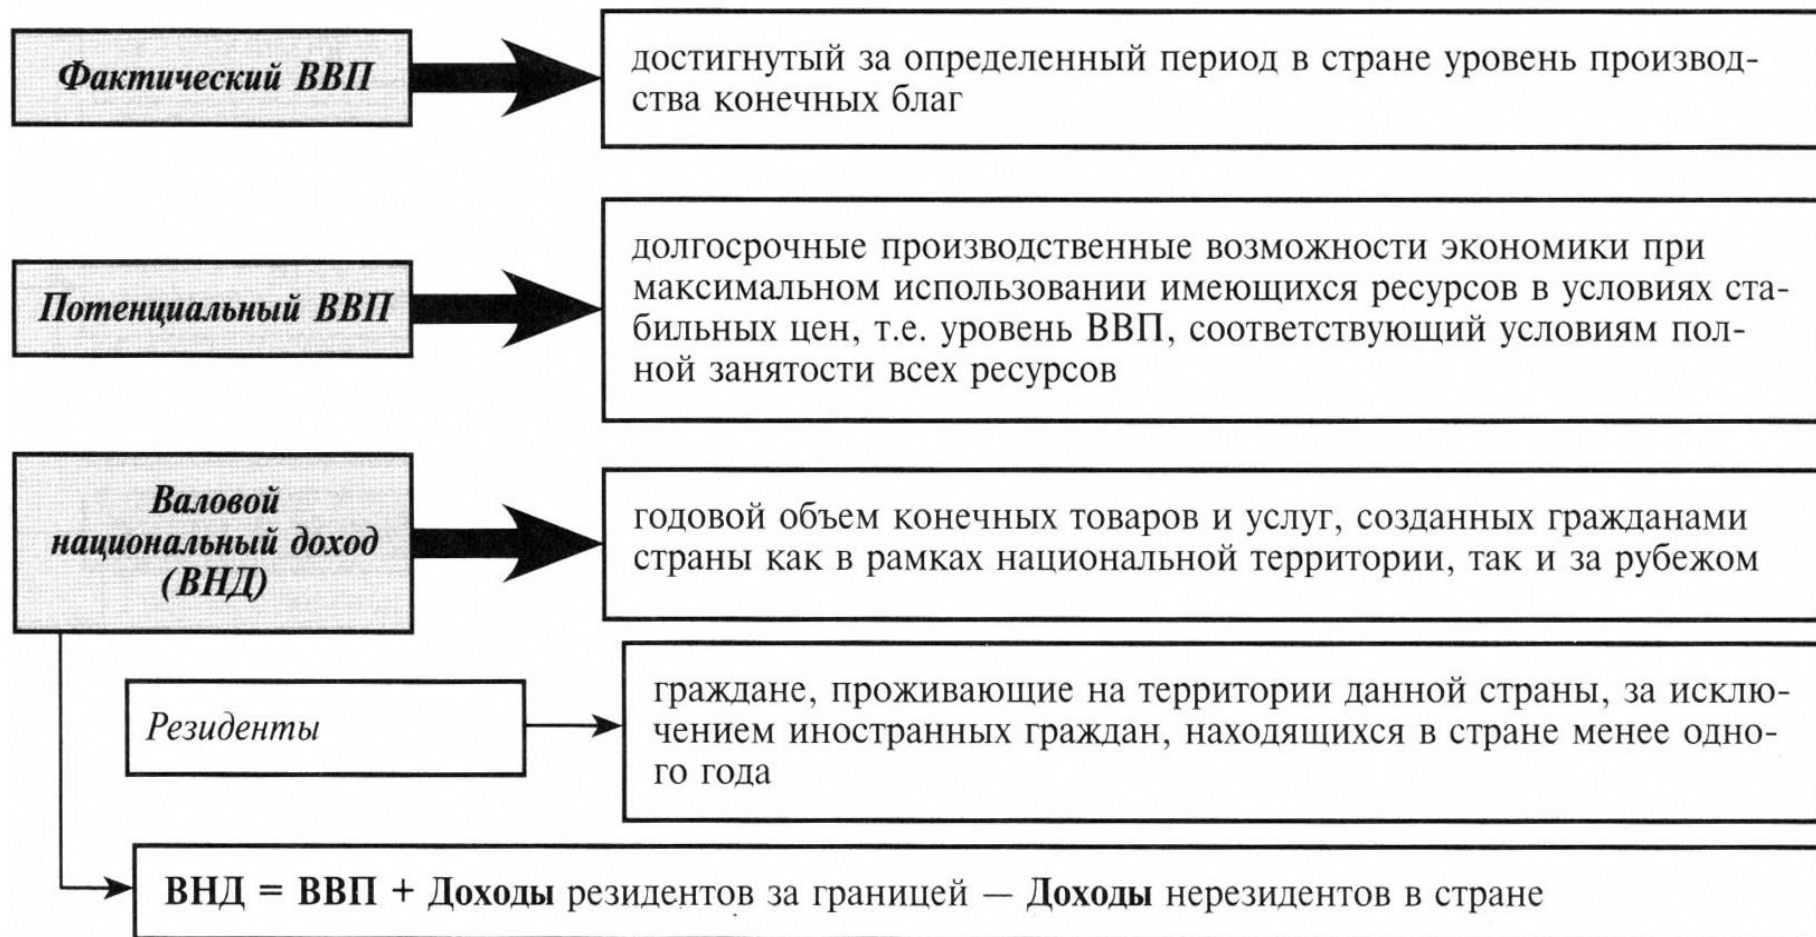 Фактический ВВП
достигнутый за определенный период в стране уровень производ-
ства конечных благ
Потенциальный ВВП
долгосрочные производственные возможности экономики при
максимальном использовании имеющихся ресурсов в условиях ста-
бильных цен, т.е. уровень ВВП, соответствующий условиям пол-
ной занятости всех ресурсов
Валовой
национальный доход
(ВНД)
годовой объем конечных товаров и услуг, созданных гражданами
страны как в рамках национальной территории, так и за рубежом
Резиденты
граждане, проживающие на территории данной страны, за исклю-
чением иностранных граждан, находящихся в стране менее одно-
го года
ВНД = ВВП + Доходы резидентов за границей — Доходы нерезидентов в стране